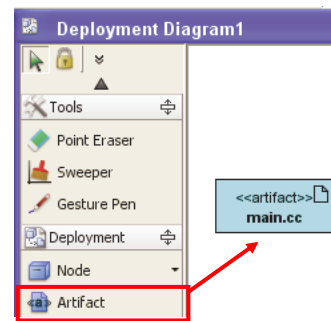 Deployment Diagram1
Tools
Point Eraser
Sweeper
Gesture Pen
Deployment
Node
<a> Artifact
<<artifact>>
main.cc